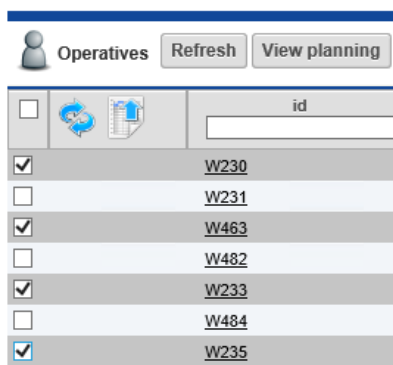 Operatives Refresh View planning
id
W230
W231
W463
W482
W233
W484
W235